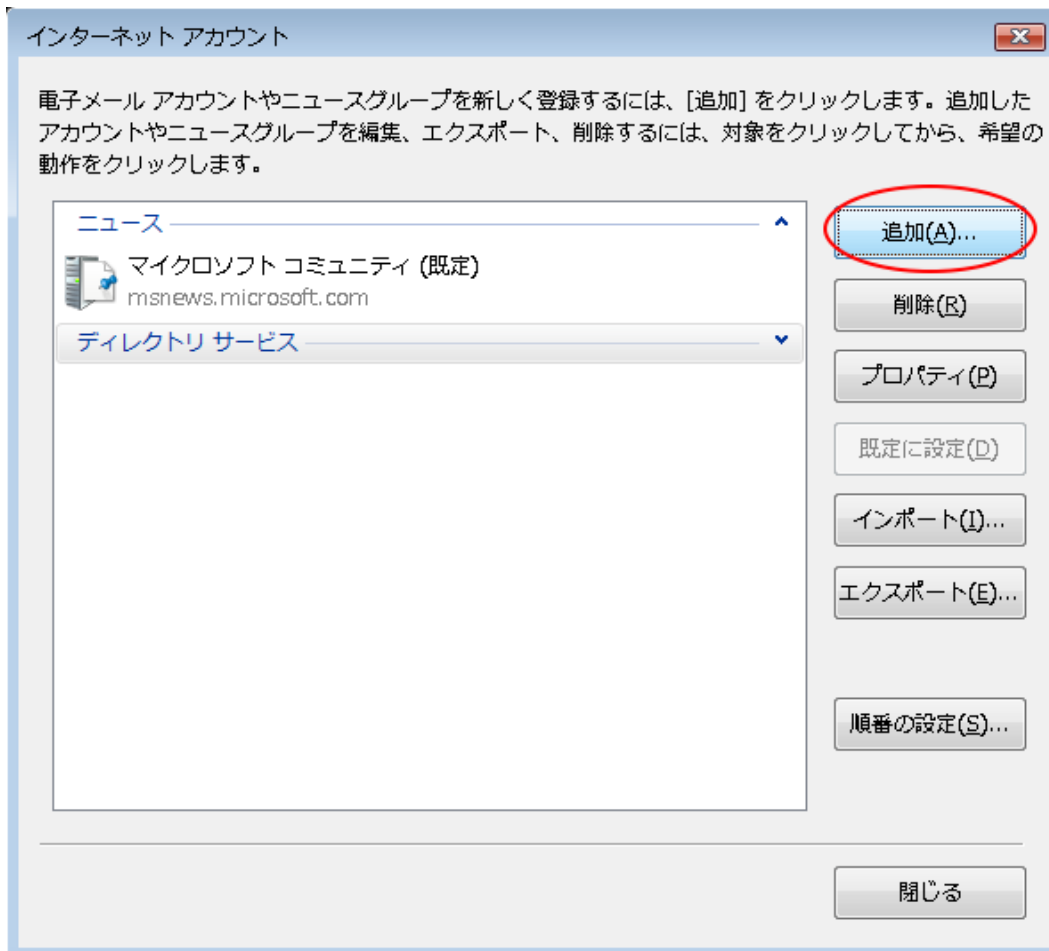 インターネット アカウント
電子メール アカウントやニュースグループを新しく登録するには、[追加] をクリックします。追加した
アカウントやニュースグループを編集、エクスポート、削除するには、対象をクリックしてから、希望の
動作をクリックします。
ニュース
マイクロソフト コミュニティ (既定)
msnews.microsoft.com
ディレクトリ サービス
追加(A)...
削除(R)
プロパティ(P)
既定に設定(D)
インポート(I)...
エクスポート(E)...
順番の設定(S)...
閉じる